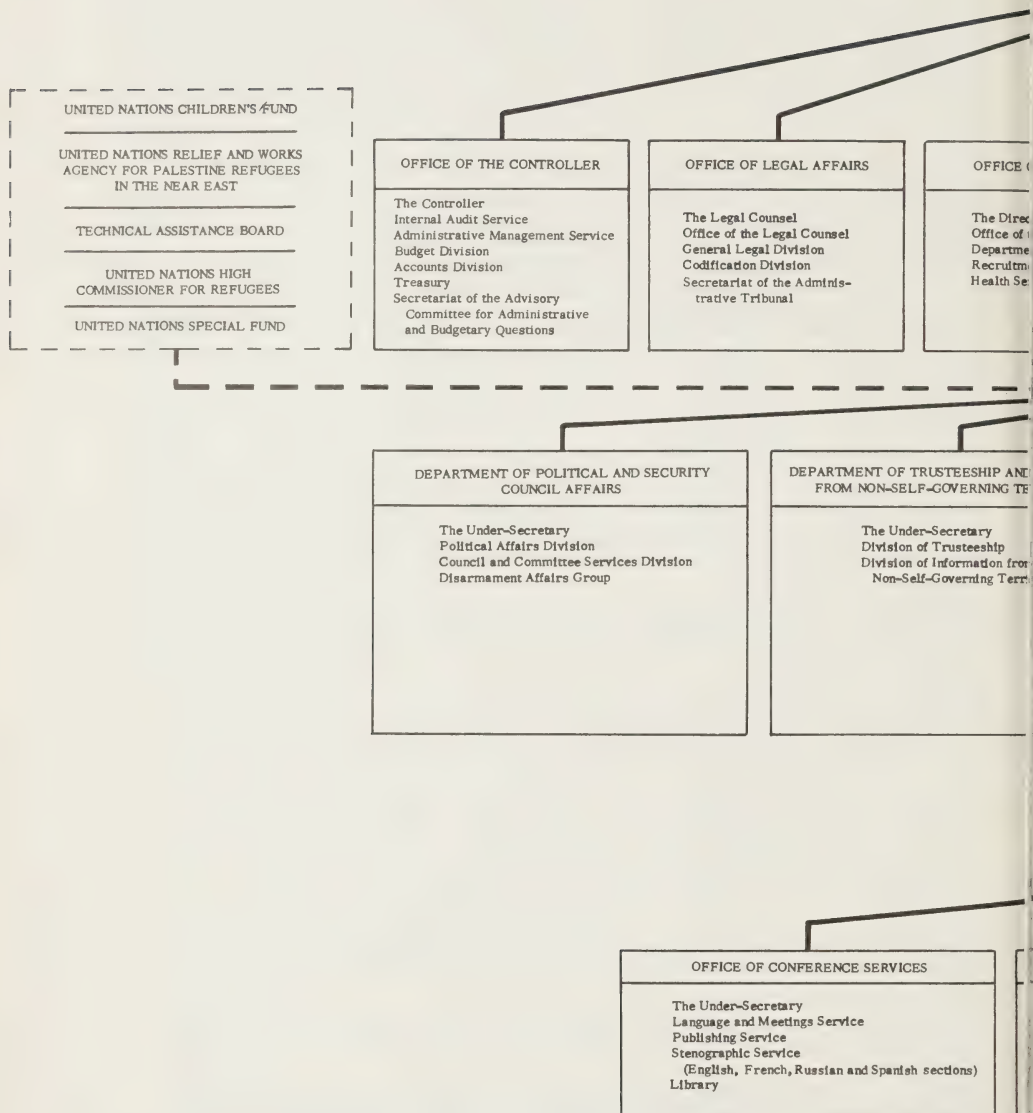 UNITED NATIONS CHILDREN'S FUND
UNITED NATIONS RELIEF AND WORKS
AGENCY FOR PALESTINE REFUGEES
IN THE NEAR EAST
TECHNICAL ASSISTANCE BOARD
UNITED NATIONS HIGH
COMMISSIONER FOR REFUGEES
UNITED NATIONS SPECIAL FUND
OFFICE OF THE CONTROLLER
The Controller
Internal Audit Service
Administrative Management Service
Budget Division
Accounts Division
Treasury
Secretariat of the Advisory
Committee for Administrative
and Budgetary Questions
OFFICE OF LEGAL AFFAIRS
The Legal Counsel
Office of the Legal Counsel
General Legal Division
Codification Division
Secretariat of the Adminis-
trative Tribunal
OFFICE
The
Office of
Health
DEPARTMENT OF POLITICAL AND SECURITY
COUNCIL AFFAIRS
The Under-Secretary
Political Affairs Division
Council and Committee Services Division
Disarmament Affairs Group
DEPARTMENT OF TRUSTEESHIP AND
FROM NON-SELF-GOVERNING
The Under-Secretary
Division of Trusteeship
Division of Information
Non-Self-Governing
OFFICE OF CONFERENCE SERVICES
The Under-Secretary
Language and Meetings Service
Publishing Service
Stenographic Service
(English, French, Russian and Spanish sections)
Library